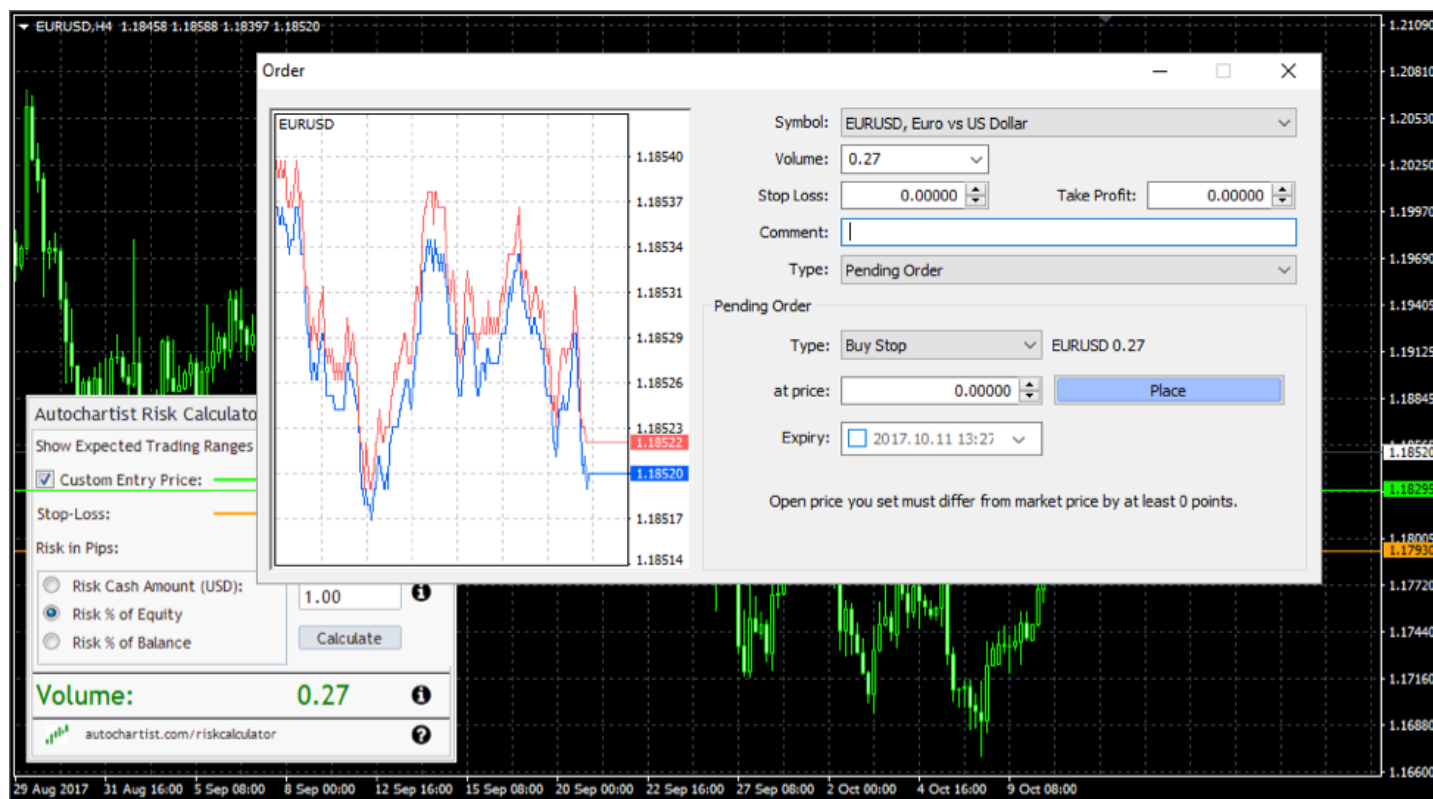 EURUSD,H4 1.18458 1.18588 1.18397 1.18520
Order
EURUSD
1.18540
1.18537
1.18534
1.18531
1.18529
1.18526
1.18523
1.18522
1.18520
1.18517
1.18514
Symbol: EURUSD, Euro vs US Dollar
Volume: 0.27
Stop Loss: 0.00000 Take Profit: 0.00000
Comment:
Type: Pending Order
Pending Order
Type: Buy Stop EURUSD 0.27
at price: 0.00000 Place
Expiry: 2017.10.11 13:27
Open price you set must differ from market price by at least 0 points.
Autochartist Risk Calculato
Show Expected Trading Ranges
Custom Entry Price:
Stop-Loss:
Risk in Pips:
Risk Cash Amount (USD):
Risk % of Equity
Risk % of Balance
1.00
Calculate
Volume: 0.27
autochartist.com/riskcalculator
1.21090
1.20810
1.20530
1.20250
1.19970
1.19690
1.19405
1.19125
1.18845
1.18565
1.18520
1.18295
1.18005
1.17930
1.17720
1.17440
1.17160
1.16880
1.16600
29 Aug 2017 31 Aug 16:00 5 Sep 08:00 8 Sep 00:00 12 Sep 16:00 15 Sep 08:00 20 Sep 00:00 22 Sep 16:00 27 Sep 08:00 2 Oct 00:00 4 Oct 16:00 9 Oct 08:00